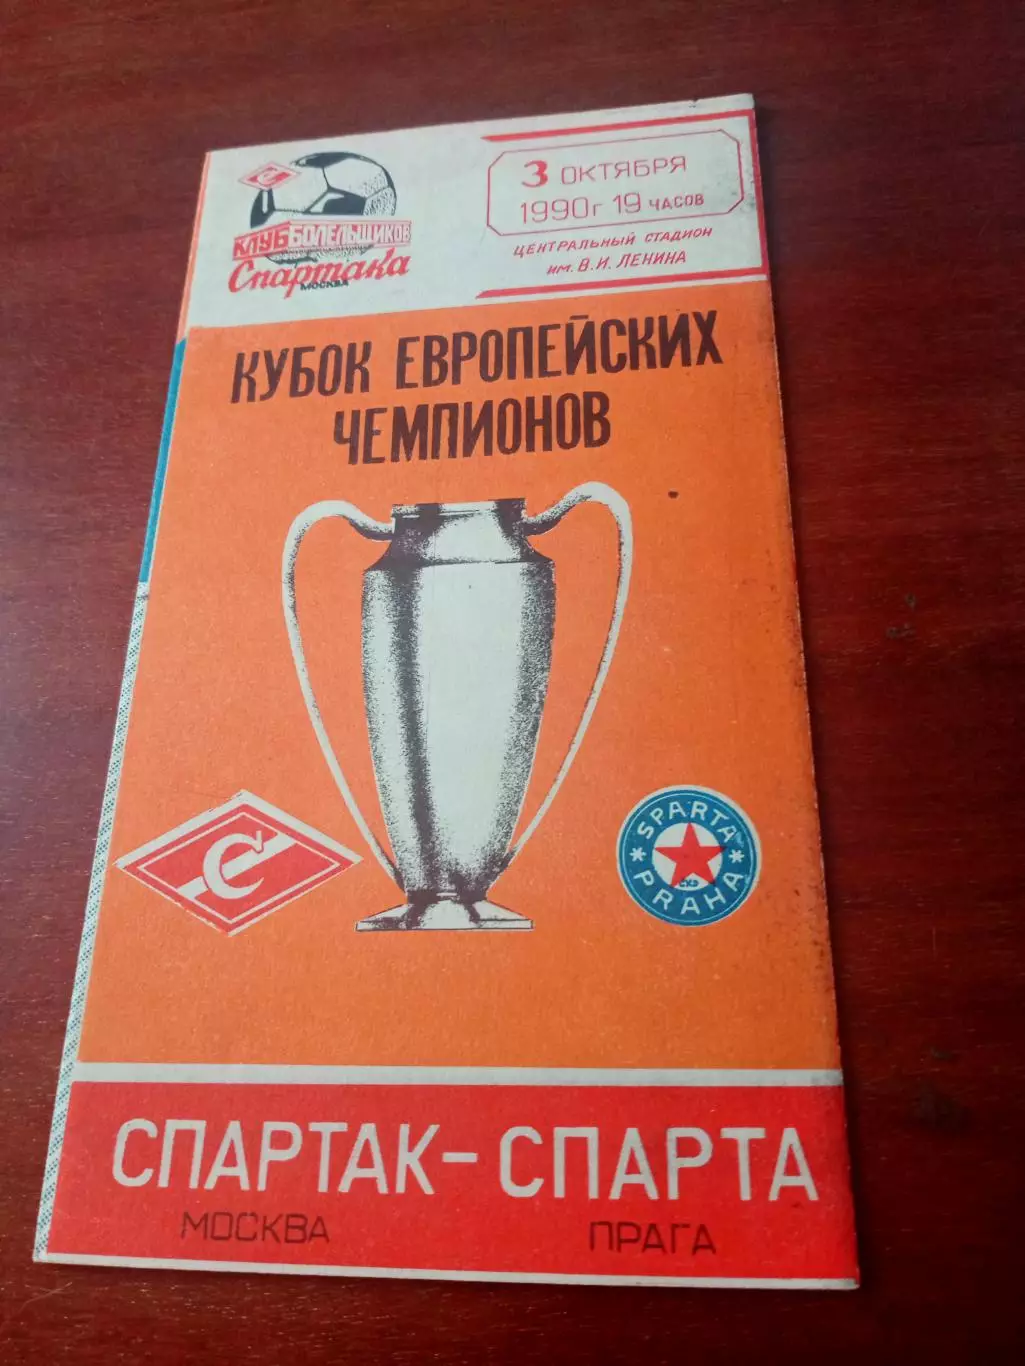 КЛУБ БОЛЕЛЬЩИКОВ
Спартака
МОСКВА
3 ОКТЯБРЯ
1990г 19 ЧАСОВ
ЦЕНТРАЛЬНЫЙ СТАДИОН
им. В.И. ЛЕНИНА
КУБОК ЕВРОПЕЙСКИХ
ЧЕМПИОНОВ
С
SPARTA
ČKD
PRAHA
СПАРТАК-СПАРТА
МОСКВА ПРАГА